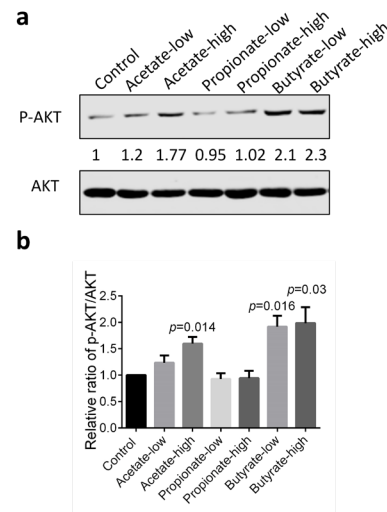 a
Control
Acetate-low
Acetate-high
Propionate-low
Propionate-high
Butyrate-low
Butyrate-high
P-AKT
1 1.2 1.77 0.95 1.02 2.1 2.3
AKT
b
Relative ratio of p-AKT/AKT
2.5
2.0
1.5
1.0
0.5
0.0
p=0.014
p=0.016
p=0.03
Control
Acetate-low
Acetate-high
Propionate-low
Propionate-high
Butyrate-low
Butyrate-high